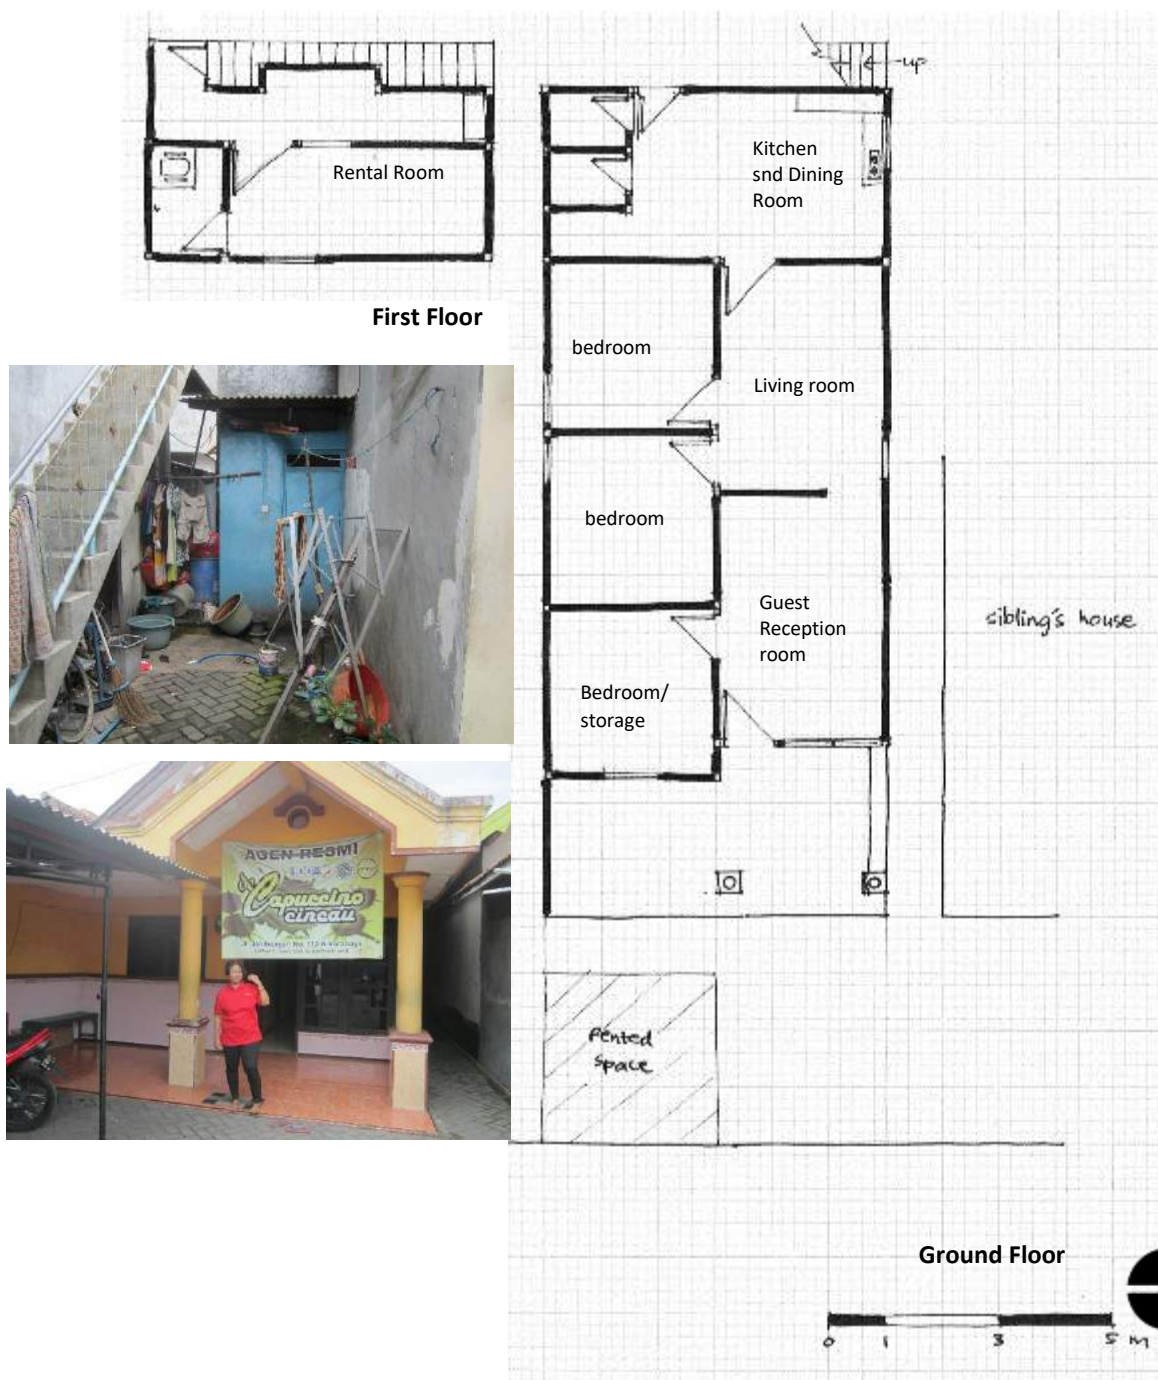 Rental Room
First Floor
up
Kitchen
snd Dining
Room
bedroom
Living room
bedroom
Guest
Reception
room
Bedroom/
storage
sibling's house
AGEN RESMI
Capuccino
cincau
Rented
space
Ground Floor
0 1 3 5 m